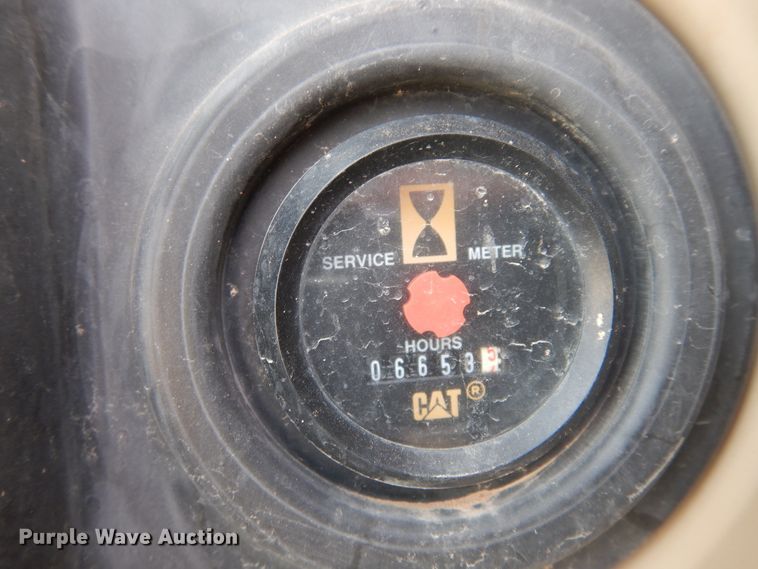 SERVICE METER
HOURS
06653
CAT ®
Purple Wave Auction